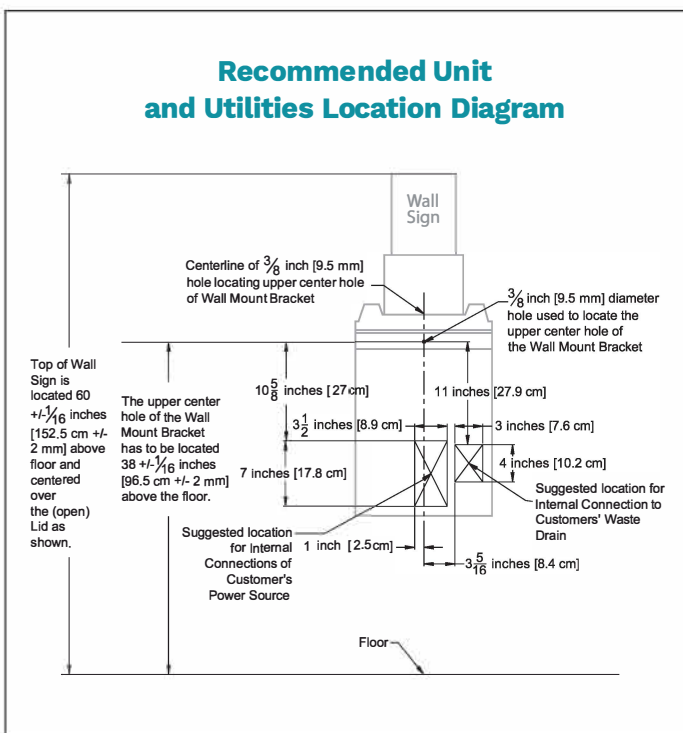 Recommended Unit
and Utilities Location Diagram
Wall
Sign
Centerline of 3/8 inch [9.5 mm]
hole locating upper center hole
of Wall Mount Bracket
3/8 inch [9.5 mm] diameter
hole used to locate the
upper center hole of
the Wall Mount Bracket
Top of Wall
Sign is
located 60
+/-1/16 inches
[152.5 cm +/-
2 mm] above
floor and
centered
over
the (open)
Lid as
shown.
The upper center
hole of the Wall
Mount Bracket
has to be located
38 +/-1/16 inches
[96.5 cm +/- 2 mm]
above the floor.
10 5/8 inches [27 cm]
11 inches [27.9 cm]
3 1/2 inches [8.9 cm]
3 inches [7.6 cm]
7 inches [17.8 cm]
4 inches [10.2 cm]
Suggested location for
Internal Connection to
Customers' Waste
Drain
Suggested location
for Internal
Connections of
Customer's
Power Source
1 inch [2.5cm]
3 5/16 inches [8.4 cm]
Floor